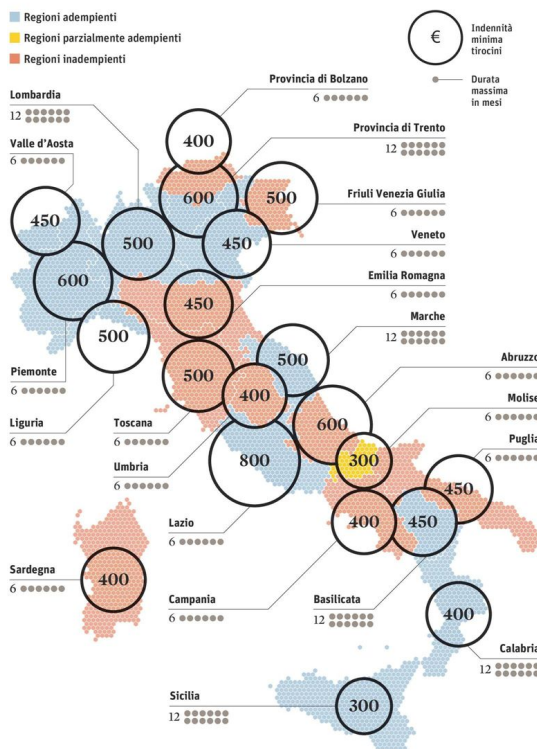 Regioni adempienti
Regioni parzialmente adempienti
Regioni inadempienti
€
Indennità
minima
tirocini
Durata
massima
in mesi
Provincia di Bolzano
6
Lombardia
12
Provincia di Trento
12
Valle d'Aosta
6
Friuli Venezia Giulia
6
Veneto
6
Emilia Romagna
6
Marche
12
Abruzzo
6
Molise
6
Puglia
6
Piemonte
6
Liguria
6
Toscana
6
Umbria
6
Lazio
6
Sardegna
6
Campania
6
Basilicata
12
Calabria
12
Sicilia
12
400
600
500
450
500
450
600
450
500
500
500
400
600
800
300
450
400
450
400
400
300